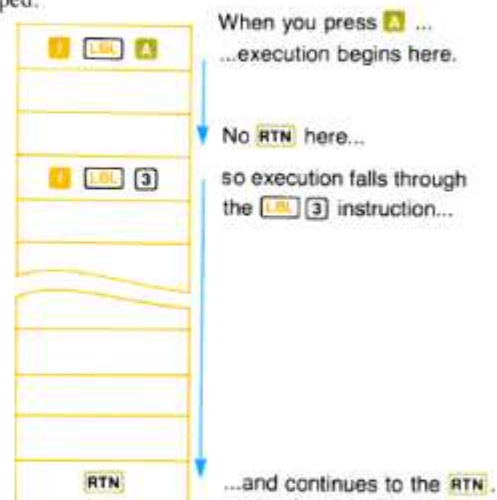 ped.
When you press A ...
f LBL A ...execution begins here.
No RTN here...
f LBL 3 so execution falls through
the LBL 3 instruction...
RTN ...and continues to the RTN.